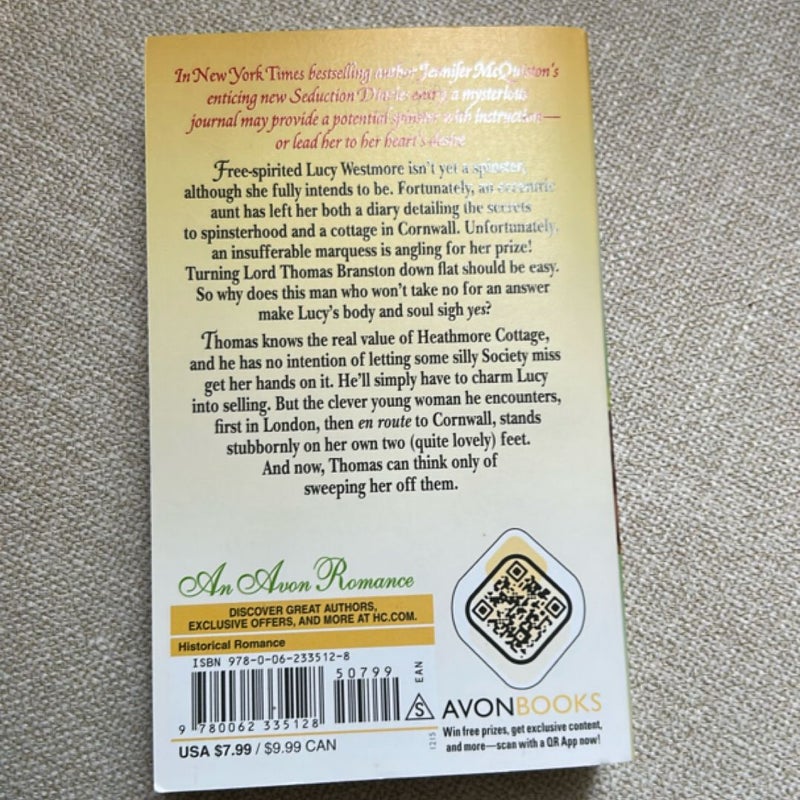 In New York Times bestselling author Jennifer McQuiston's
enticing new Seduction Diaries entry a mysterious
journal may provide a potential spinster with instruction—
or lead her to her heart's desire
Free-spirited Lucy Westmore isn't yet a spinster,
although she fully intends to be. Fortunately, an eccentric
aunt has left her both a diary detailing the secrets
to spinsterhood and a cottage in Cornwall. Unfortunately,
an insufferable marquess is angling for her prize!
Turning Lord Thomas Branston down flat should be easy.
So why does this man who won't take no for an answer
make Lucy's body and soul sigh yes?
Thomas knows the real value of Heathmore Cottage,
and he has no intention of letting some silly Society miss
get her hands on it. He'll simply have to charm Lucy
into selling. But the clever young woman he encounters,
first in London, then en route to Cornwall, stands
stubbornly on her own two (quite lovely) feet.
And now, Thomas can think only of
sweeping her off them.
An Avon Romance
DISCOVER GREAT AUTHORS,
EXCLUSIVE OFFERS, AND MORE AT HC.COM.
Historical Romance
ISBN 978-0-06-233512-8
50799
EAN
9 780062 335128
S
1215
USA $7.99 / $9.99 CAN
AVONBOOKS
Win free prizes, get exclusive content,
and more—scan with a QR App now!